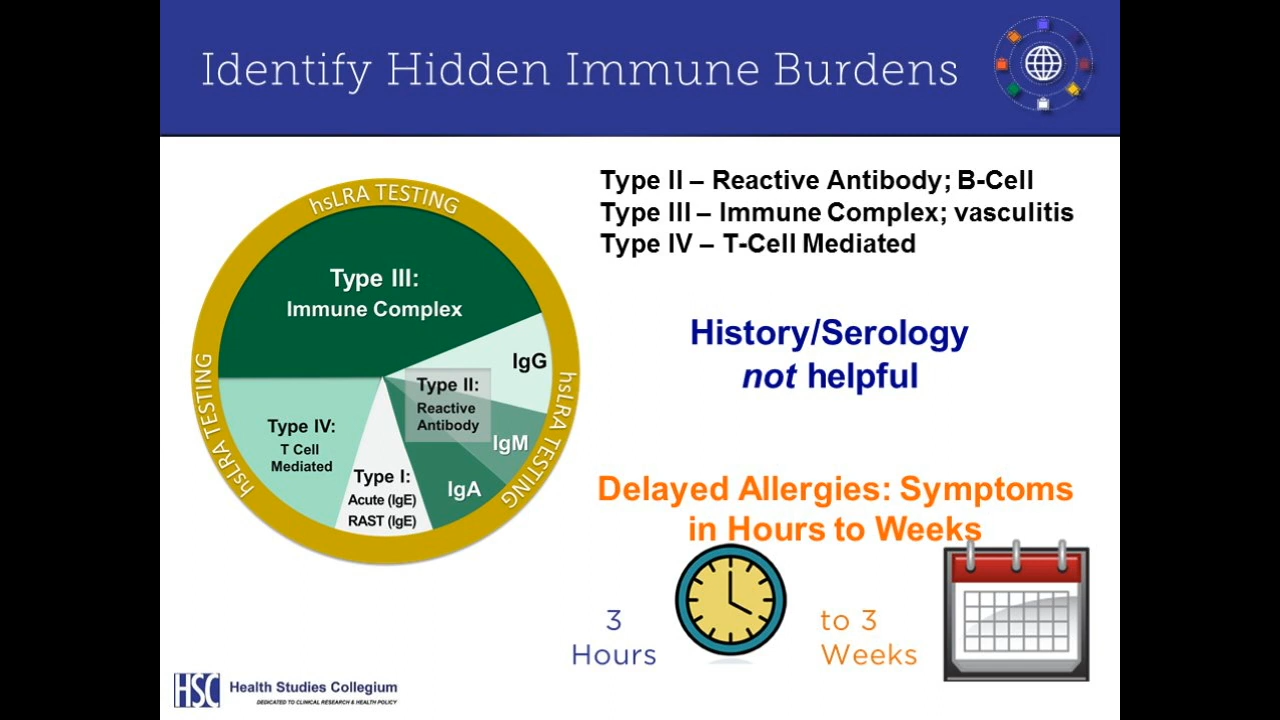 Identify Hidden Immune Burdens
Type II – Reactive Antibody; B-Cell
Type III – Immune Complex; vasculitis
Type IV – T-Cell Mediated
hsLRA TESTING
hsLRA TESTING
hsLRA TESTING
Type III:
Immune Complex
IgG
Type II:
Reactive
Antibody
IgM
IgA
Type IV:
T Cell
Mediated
Type I:
Acute (IgE)
RAST (IgE)
History/Serology
not helpful
Delayed Allergies: Symptoms
in Hours to Weeks
3
Hours
to 3
Weeks
HSC
Health Studies Collegium
DEDICATED TO CLINICAL RESEARCH & HEALTH POLICY